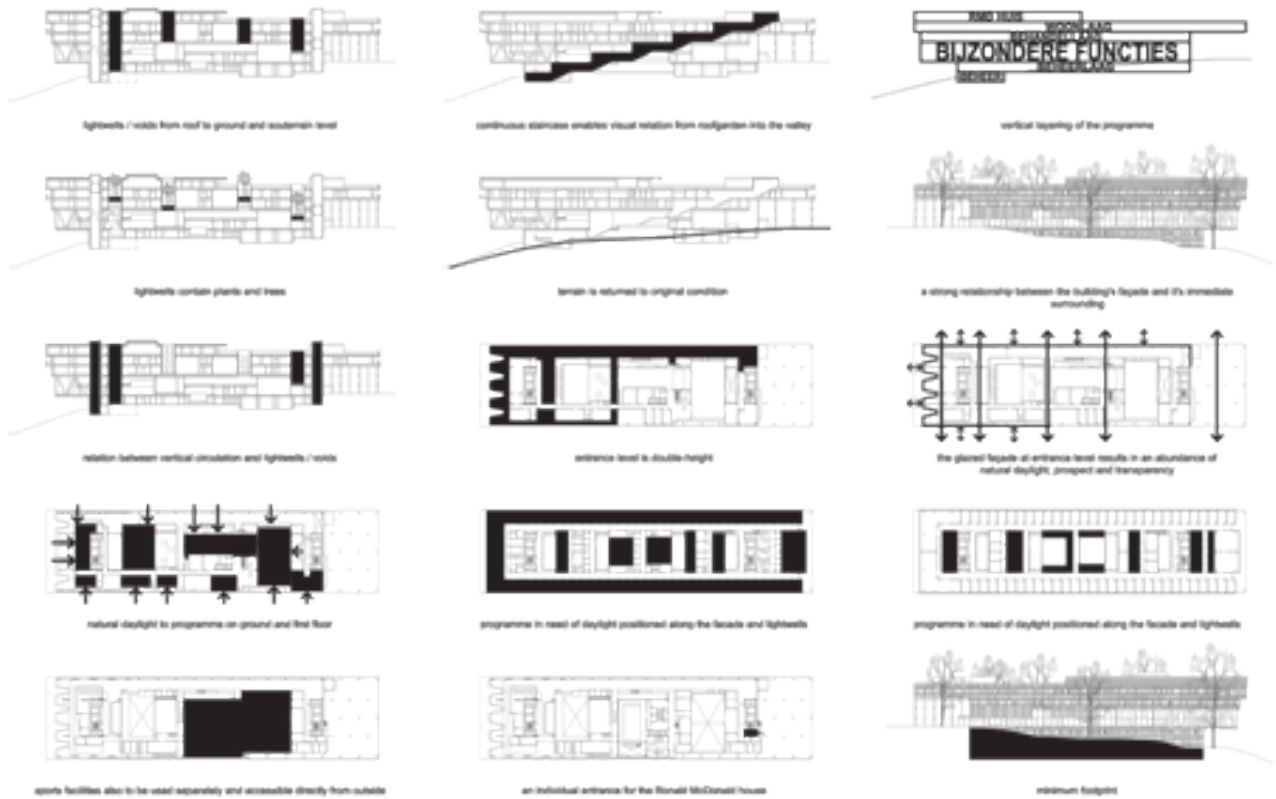 RMD HUIS
WOONLAAG
BIJZONDERE FUNCTIES
BEHEER
lightwells / voids from roof to ground and souterrain level
continuous staircase enables visual relation from roofgarden into the valley
vertical layering of the programme
lightwells contain plants and trees
terrain is returned to original condition
a strong relationship between the building's façade and it's immediate
surrounding
relation between vertical circulation and lightwells / voids
entrance level is double-height
the glazed façade at entrance level results in an abundance of
natural daylight, prospect and transparency
natural daylight to programme on ground and first floor
programme in need of daylight positioned along the facade and lightwells
programme in need of daylight positioned along the facade and lightwells
sports facilities also to be used separately and accessible directly from outside
an individual entrance for the Ronald McDonald house
minimum footprint